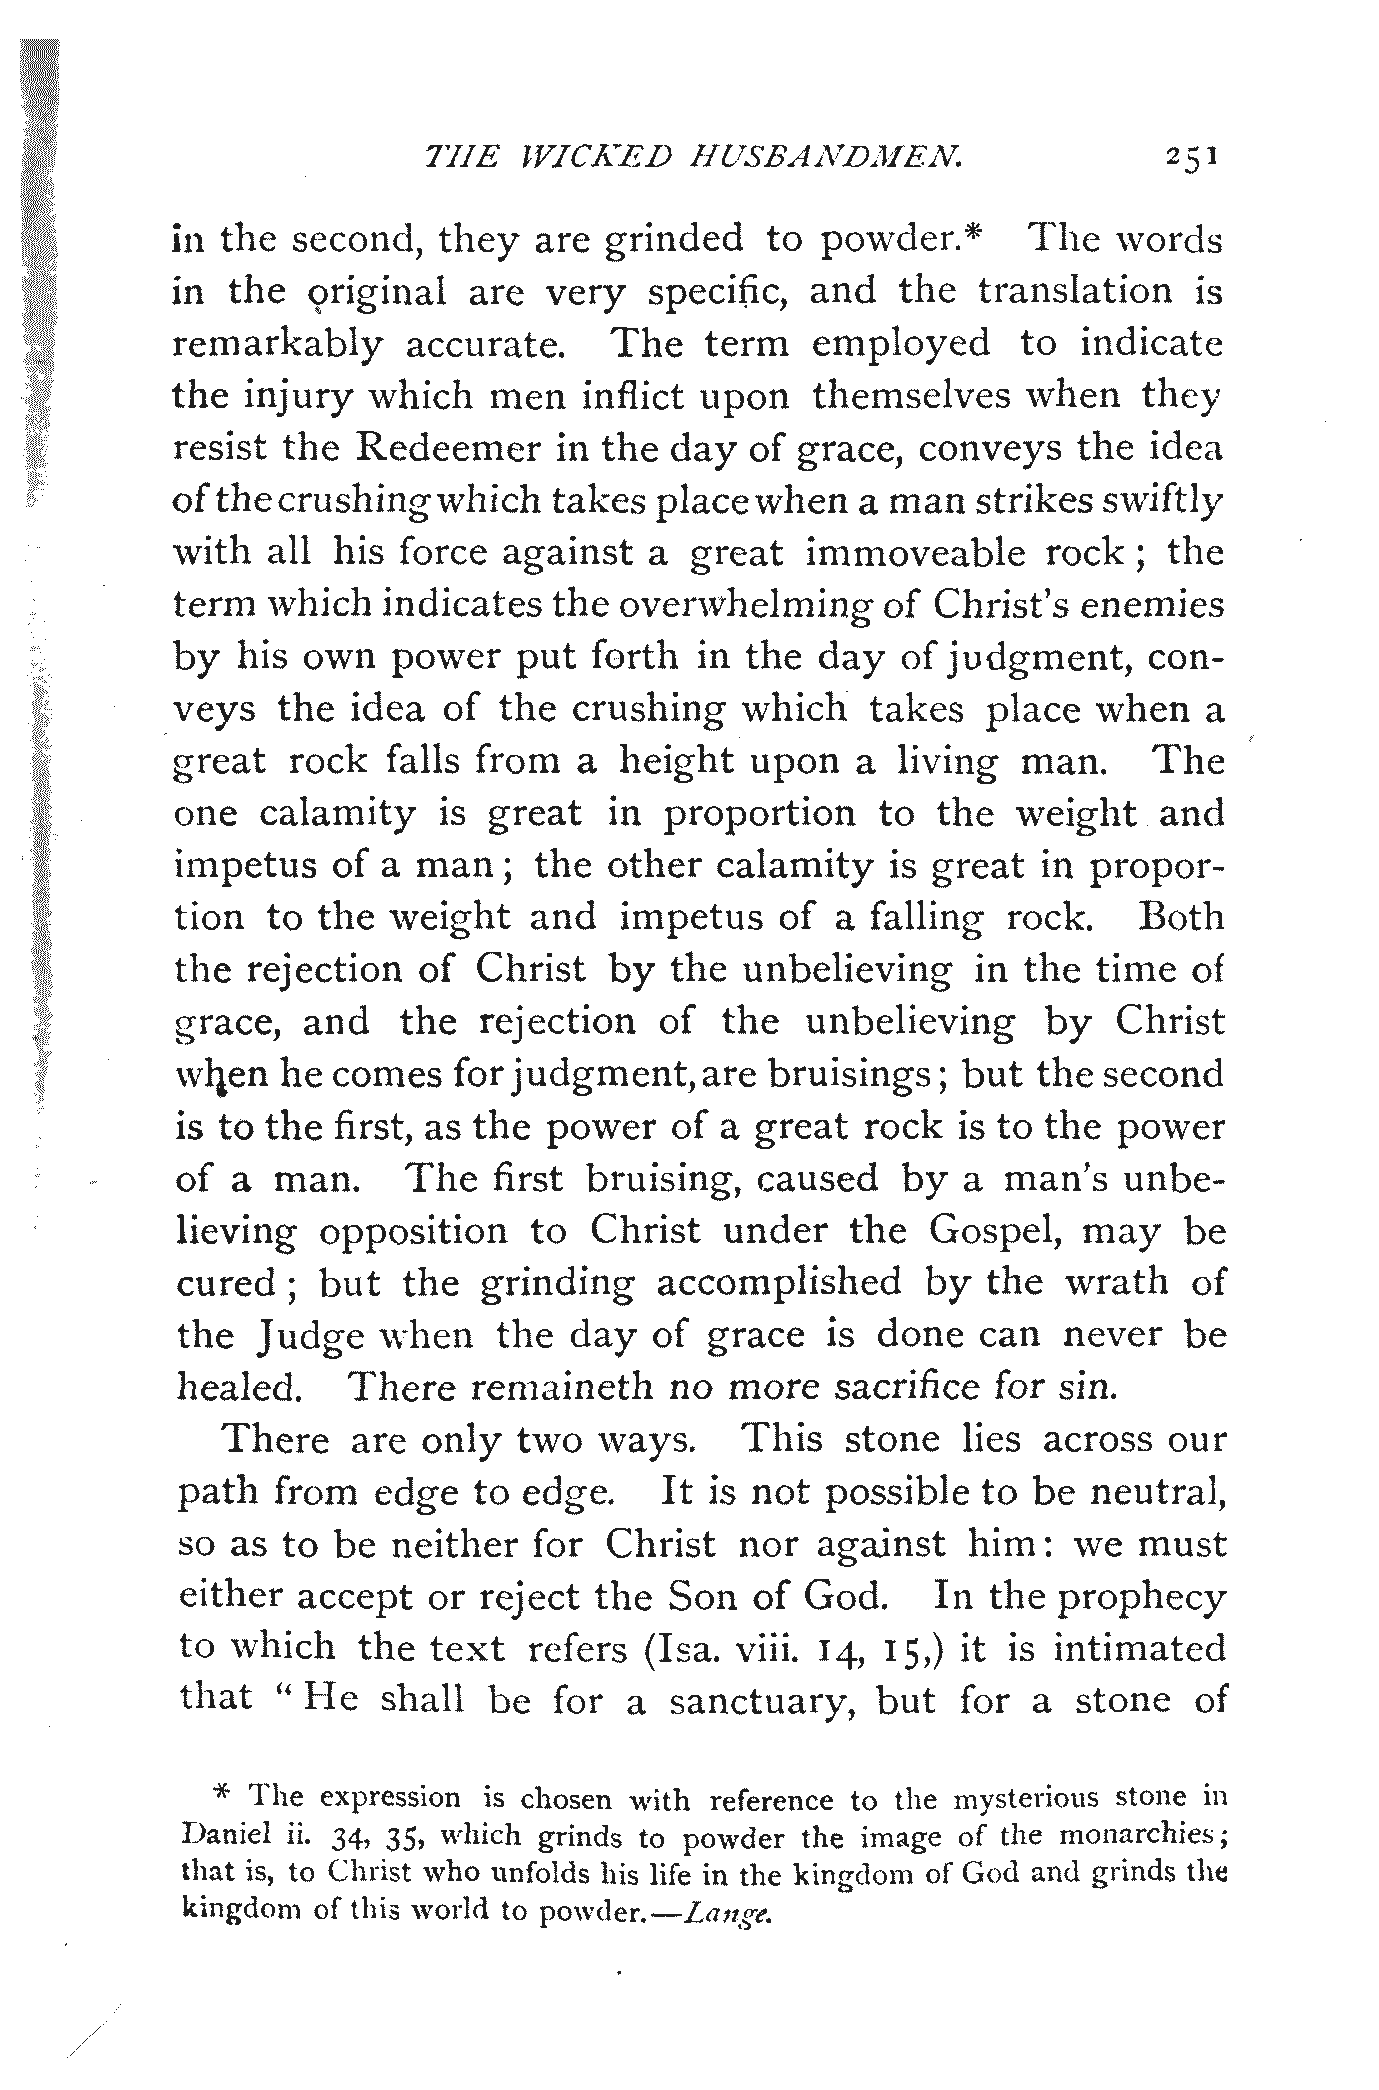 THE WICKED HUSBANDMEN. 251
in the second, they are grinded to powder.* The words
in the original are very specific, and the translation is
remarkably accurate. The term employed to indicate
the injury which men inflict upon themselves when they
resist the Redeemer in the day of grace, conveys the idea
of the crushing which takes place when a man strikes swiftly
with all his force against a great immoveable rock ; the
term which indicates the overwhelming of Christ's enemies
by his own power put forth in the day of judgment, con-
veys the idea of the crushing which takes place when a
great rock falls from a height upon a living man. The
one calamity is great in proportion to the weight and
impetus of a man ; the other calamity is great in propor-
tion to the weight and impetus of a falling rock. Both
the rejection of Christ by the unbelieving in the time of
grace, and the rejection of the unbelieving by Christ
when he comes for judgment, are bruisings ; but the second
is to the first, as the power of a great rock is to the power
of a man. The first bruising, caused by a man's unbe-
lieving opposition to Christ under the Gospel, may be
cured ; but the grinding accomplished by the wrath of
the Judge when the day of grace is done can never be
healed. There remaineth no more sacrifice for sin.
There are only two ways. This stone lies across our
path from edge to edge. It is not possible to be neutral,
so as to be neither for Christ nor against him: we must
either accept or reject the Son of God. In the prophecy
to which the text refers (Isa. viii. 14, 15,) it is intimated
that "He shall be for a sanctuary, but for a stone of
* The expression is chosen with reference to the mysterious stone in
Daniel ii. 34, 35, which grinds to powder the image of the monarchies;
that is, to Christ who unfolds his life in the kingdom of God and grinds the
kingdom of this world to powder.—Lange.